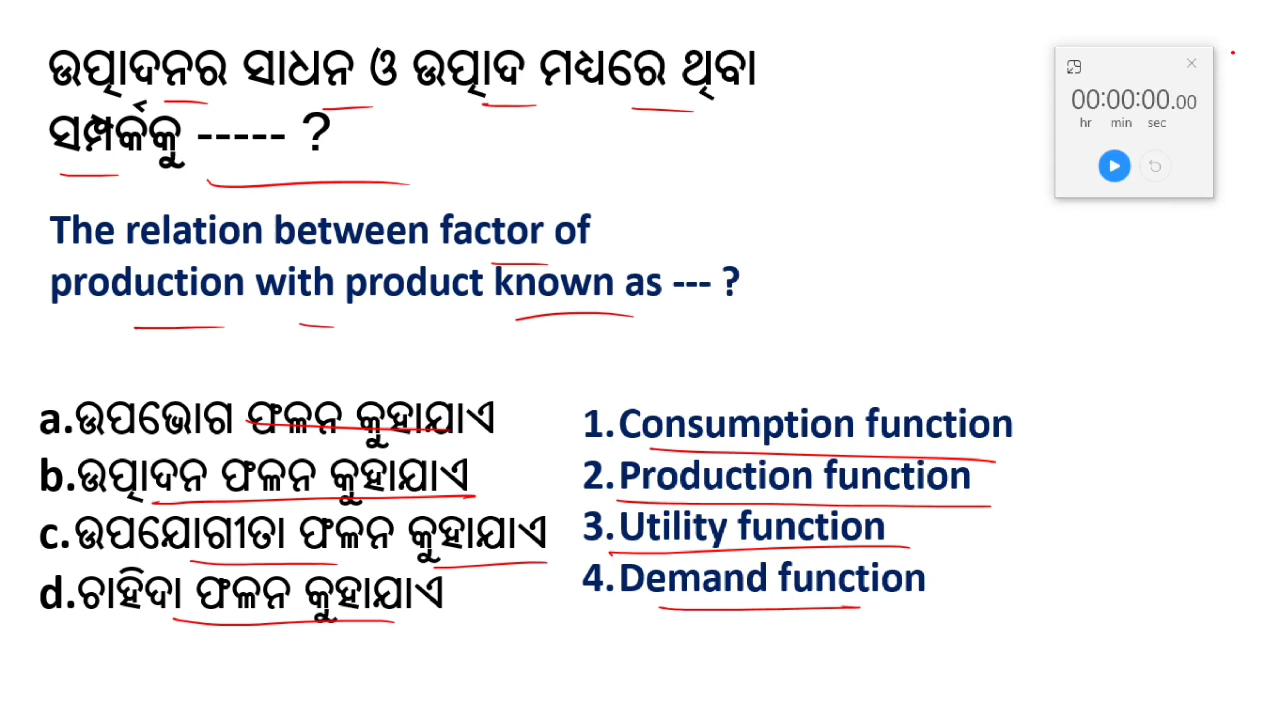 ଉତ୍ପାଦନର ସାଧନ ଓ ଉତ୍ପାଦ ମଧ୍ୟରେ ଥିବା
ସମ୍ପର୍କକୁ ----- ?
The relation between factor of
production with product known as --- ?
a.ଉପଭୋଗ ଫଳନ କୁହାଯାଏ
b.ଉତ୍ପାଦନ ଫଳନ କୁହାଯାଏ
c.ଉପଯୋଗୀତା ଫଳନ କୁହାଯାଏ
d.ଚାହିଦା ଫଳନ କୁହାଯାଏ
1.Consumption function
2.Production function
3.Utility function
4.Demand function
00:00:00.00
hr min sec